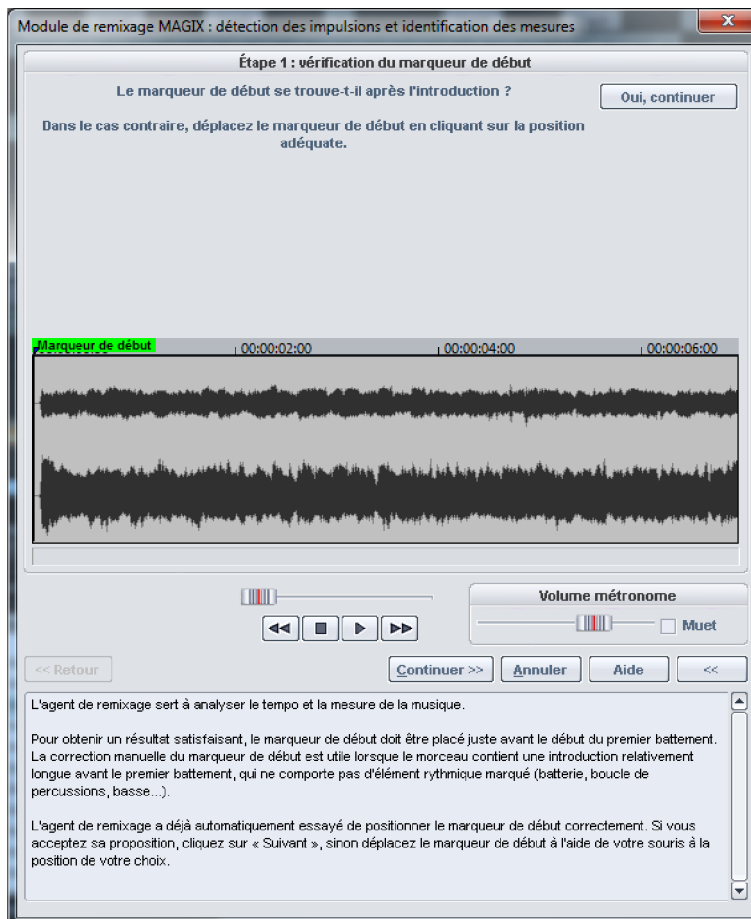 Module de remixage MAGIX : détection des impulsions et identification des mesures
x
Étape 1 : vérification du marqueur de début
Le marqueur de début se trouve-t-il après l'introduction ?
Oui, continuer
Dans le cas contraire, déplacez le marqueur de début en cliquant sur la position
adéquate.
Marqueur de début
00:00:02:00
00:00:04:00
00:00:06:00
Volume métronome
Muet
<< Retour
Continuer >>
Annuler
Aide
<<
L'agent de remixage sert à analyser le tempo et la mesure de la musique.
Pour obtenir un résultat satisfaisant, le marqueur de début doit être placé juste avant le début du premier battement.
La correction manuelle du marqueur de début est utile lorsque le morceau contient une introduction relativement
longue avant le premier battement, qui ne comporte pas d'élément rythmique marqué (batterie, boucle de
percussions, basse...).
L'agent de remixage a déjà automatiquement essayé de positionner le marqueur de début correctement. Si vous
acceptez sa proposition, cliquez sur « Suivant », sinon déplacez le marqueur de début à l'aide de votre souris à la
position de votre choix.